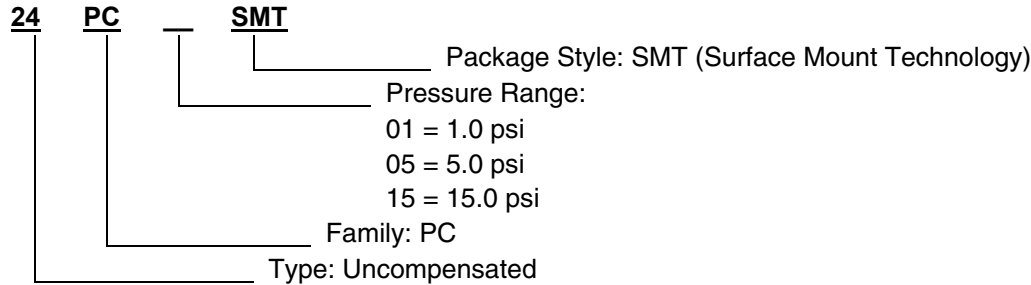 24 PC __ SMT
Package Style: SMT (Surface Mount Technology)
Pressure Range:
01 = 1.0 psi
05 = 5.0 psi
15 = 15.0 psi
Family: PC
Type: Uncompensated